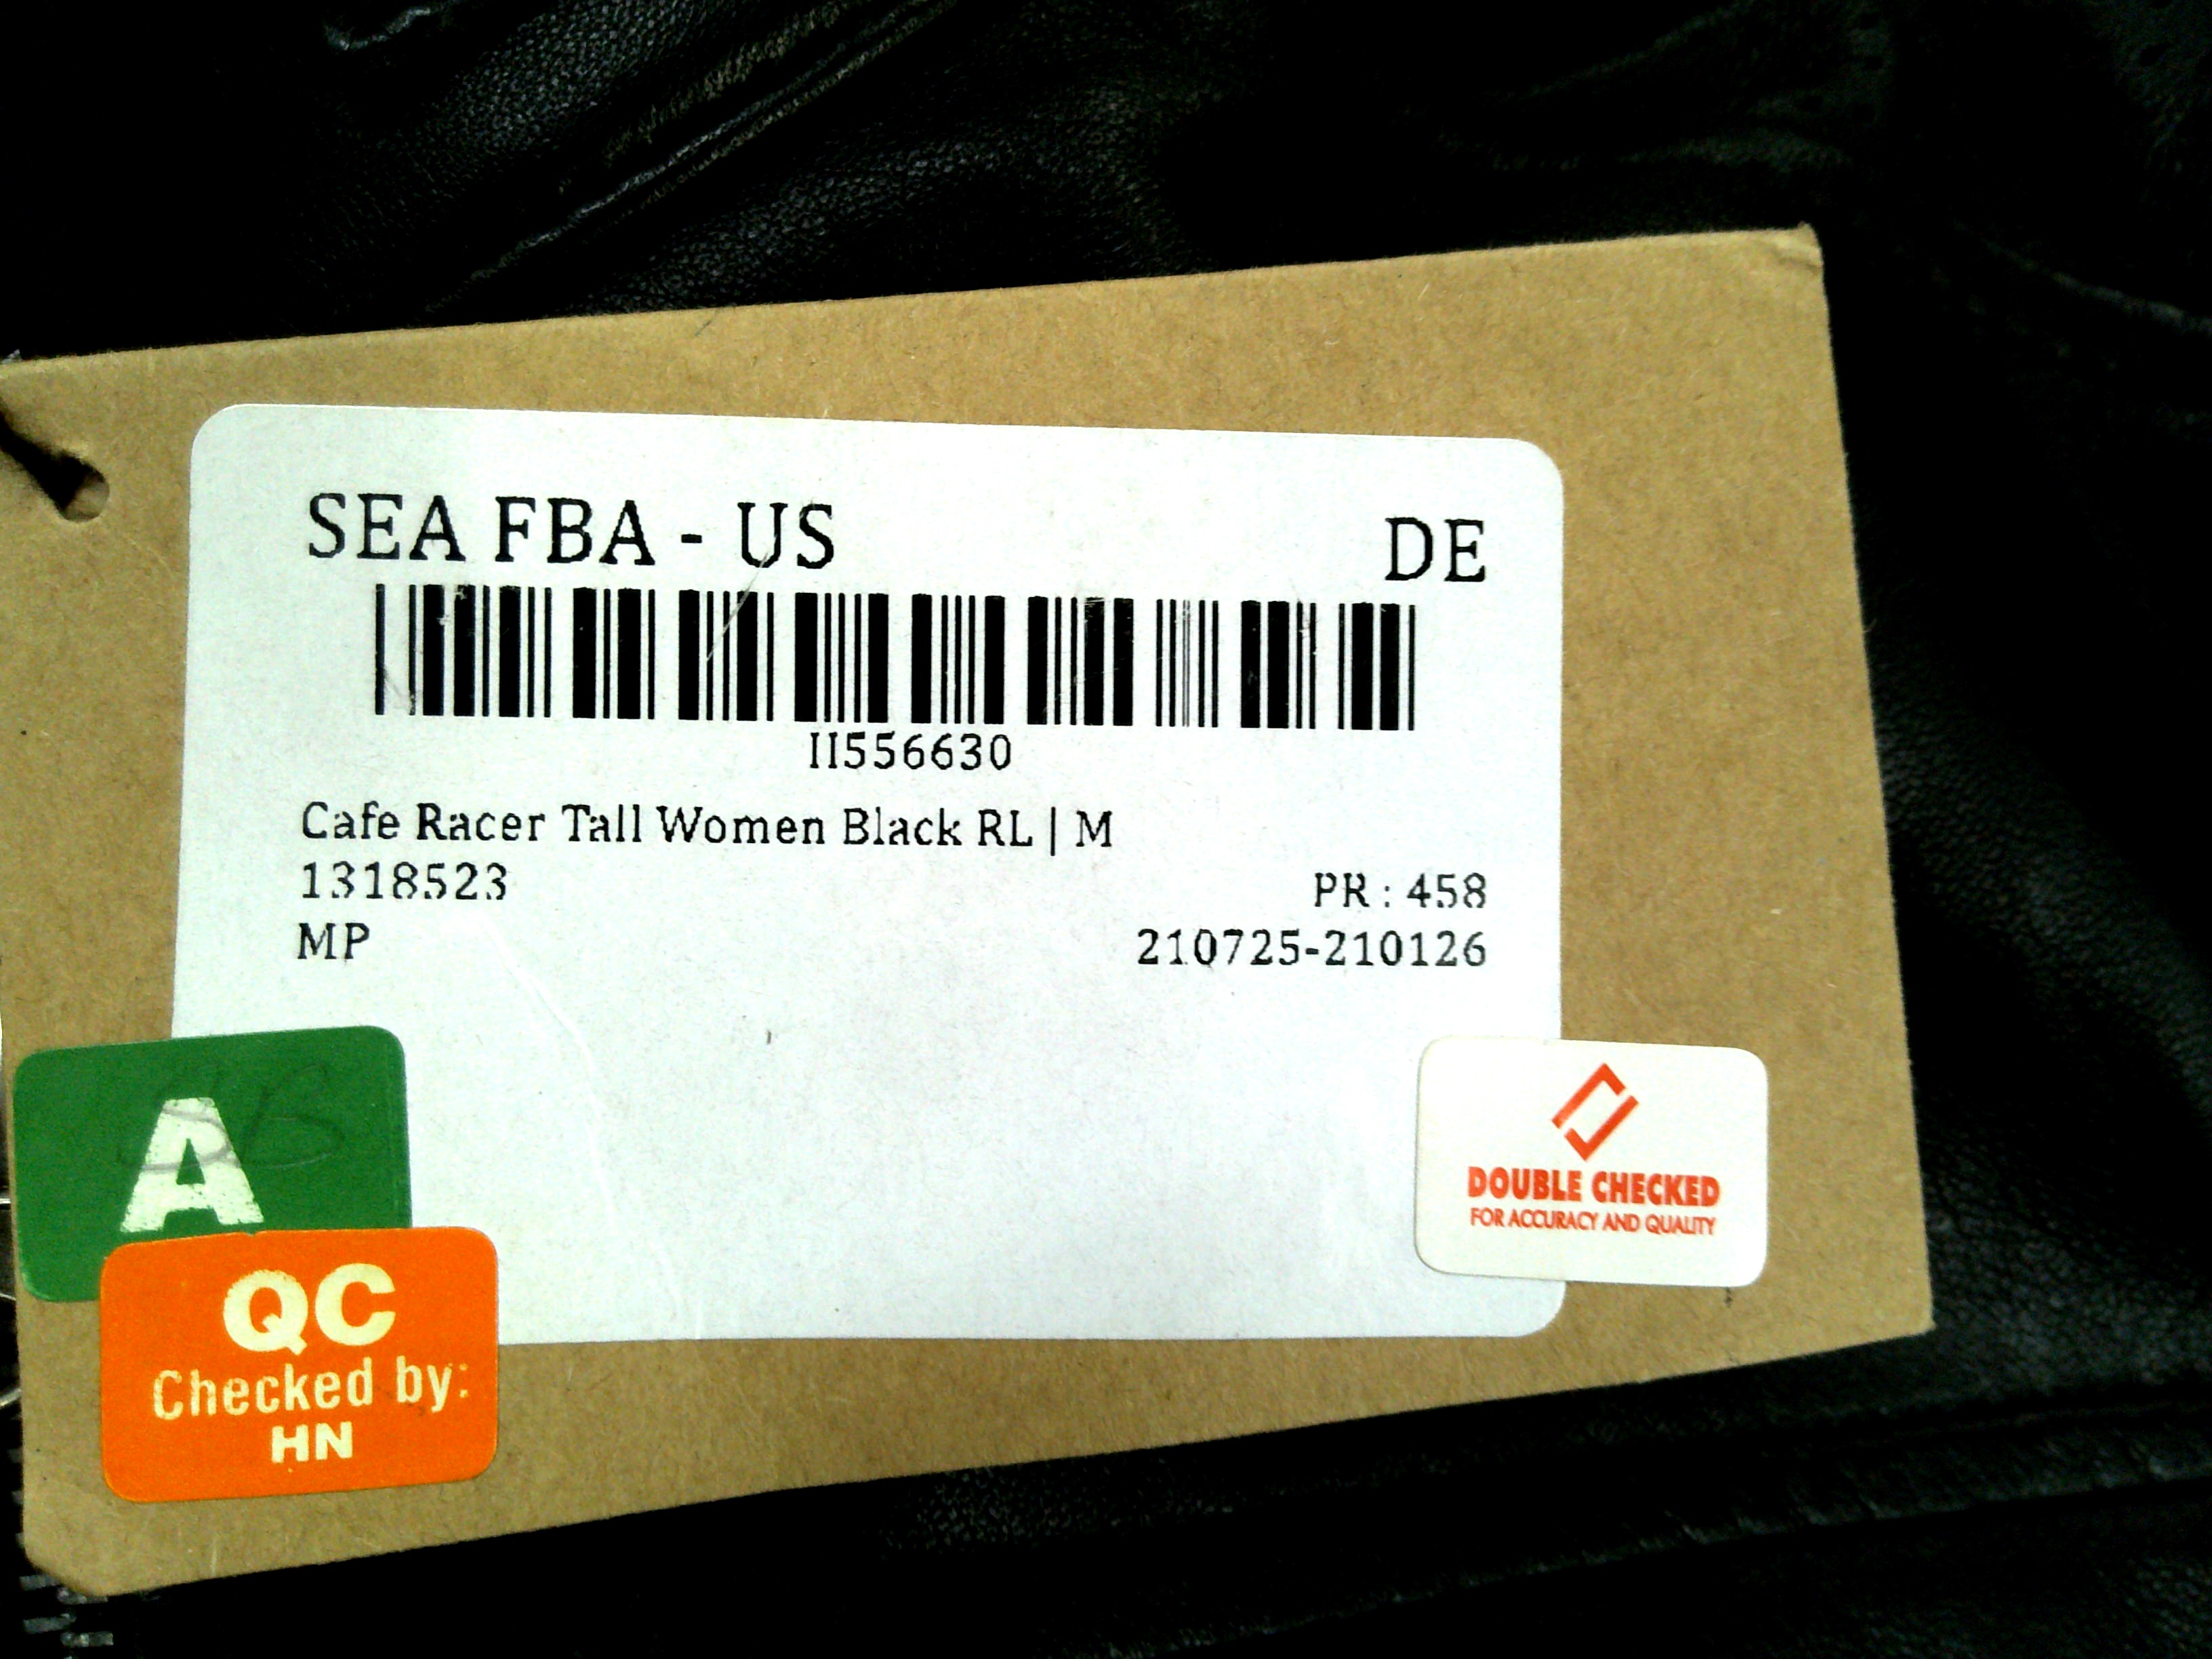 SEA FBA - US DE
II556630
Cafe Racer Tall Women Black RL | M
1318523 PR : 458
MP 210725-210126
A
QC
Checked by:
HN
DOUBLE CHECKED
FOR ACCURACY AND QUALITY